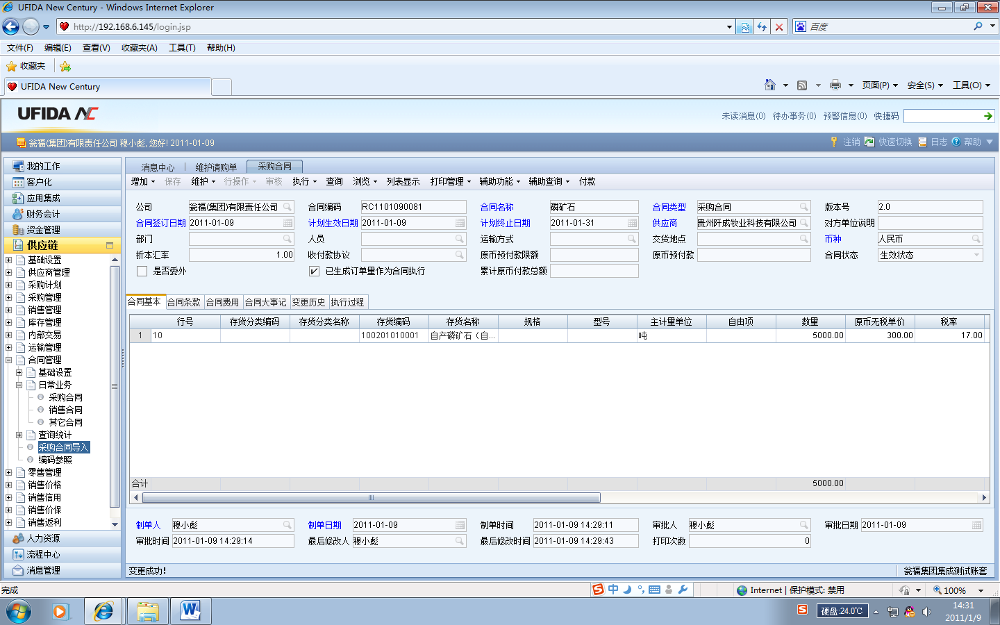 UFIDA New Century - Windows Internet Explorer
http://192.168.6.145/login.jsp
百度
文件(F) 编辑(E) 查看(V) 收藏夹(A) 工具(T) 帮助(H)
收藏夹
UFIDA New Century
页面(P) 安全(S) 工具(O)
UFIDA NC
未读消息(0) 待办事务(0) 预警信息(0) 快捷码
瓮福(集团)有限责任公司 穆小彪, 您好! 2011-01-09
注销 快速切换 日志 帮助
我的工作
客户化
应用集成
财务会计
资金管理
供应链
基础设置
供应商管理
采购计划
采购管理
销售管理
库存管理
内部交易
运输管理
合同管理
基础设置
日常业务
采购合同
销售合同
其它合同
查询统计
采购合同导入
编码参照
零售管理
销售价格
销售信用
销售价保
销售返利
人力资源
流程中心
消息管理
消息中心 维护请购单 采购合同
增加 保存 维护 行操作 审核 执行 查询 浏览 列表显示 打印管理 辅助功能 辅助查询 付款
公司 瓮福(集团)有限责任公司 合同编码 RC1101090081 合同名称 磷矿石 合同类型 采购合同 版本号 2.0
合同签订日期 2011-01-09 计划生效日期 2011-01-09 计划终止日期 2011-01-31 供应商 贵州阡成牧业科技有限公司 对方单位说明
部门 人员 运输方式 交货地点 币种 人民币
折本汇率 1.00 收付款协议 原币预付款限额 原币预付款 合同状态 生效状态
是否委外 已生成订单量作为合同执行 累计原币付款总额
合同基本 合同条款 合同费用 合同大事记 变更历史 执行过程
行号 存货分类编码 存货分类名称 存货编码 存货名称 规格 型号 主计量单位 自由项 数量 原币无税单价 税率
1 10 100201010001 自产磷矿石（自... 吨 5000.00 300.00 17.00
合计 5000.00
制单人 穆小彪 制单日期 2011-01-09 制单时间 2011-01-09 14:29:11 审批人 穆小彪 审批日期 2011-01-09
审批时间 2011-01-09 14:29:14 最后修改人 穆小彪 最后修改时间 2011-01-09 14:29:43 打印次数 0
变更成功!
瓮福集团集成测试账套
完成
中
Internet | 保护模式: 禁用
100%
硬盘:24.0℃
14:31
2011/1/9